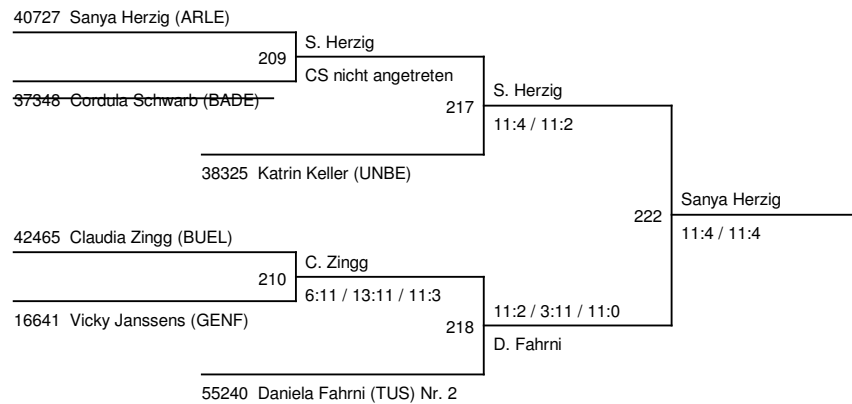 40727 Sanya Herzig (ARLE)
S. Herzig
209
CS nicht angetreten
37348 Cordula Schwarb (BADE)
S. Herzig
217
11:4 / 11:2
38325 Katrin Keller (UNBE)
Sanya Herzig
222
11:4 / 11:4
42465 Claudia Zingg (BUEL)
C. Zingg
210
6:11 / 13:11 / 11:3
16641 Vicky Janssens (GENF)
11:2 / 3:11 / 11:0
218
D. Fahrni
55240 Daniela Fahrni (TUS) Nr. 2